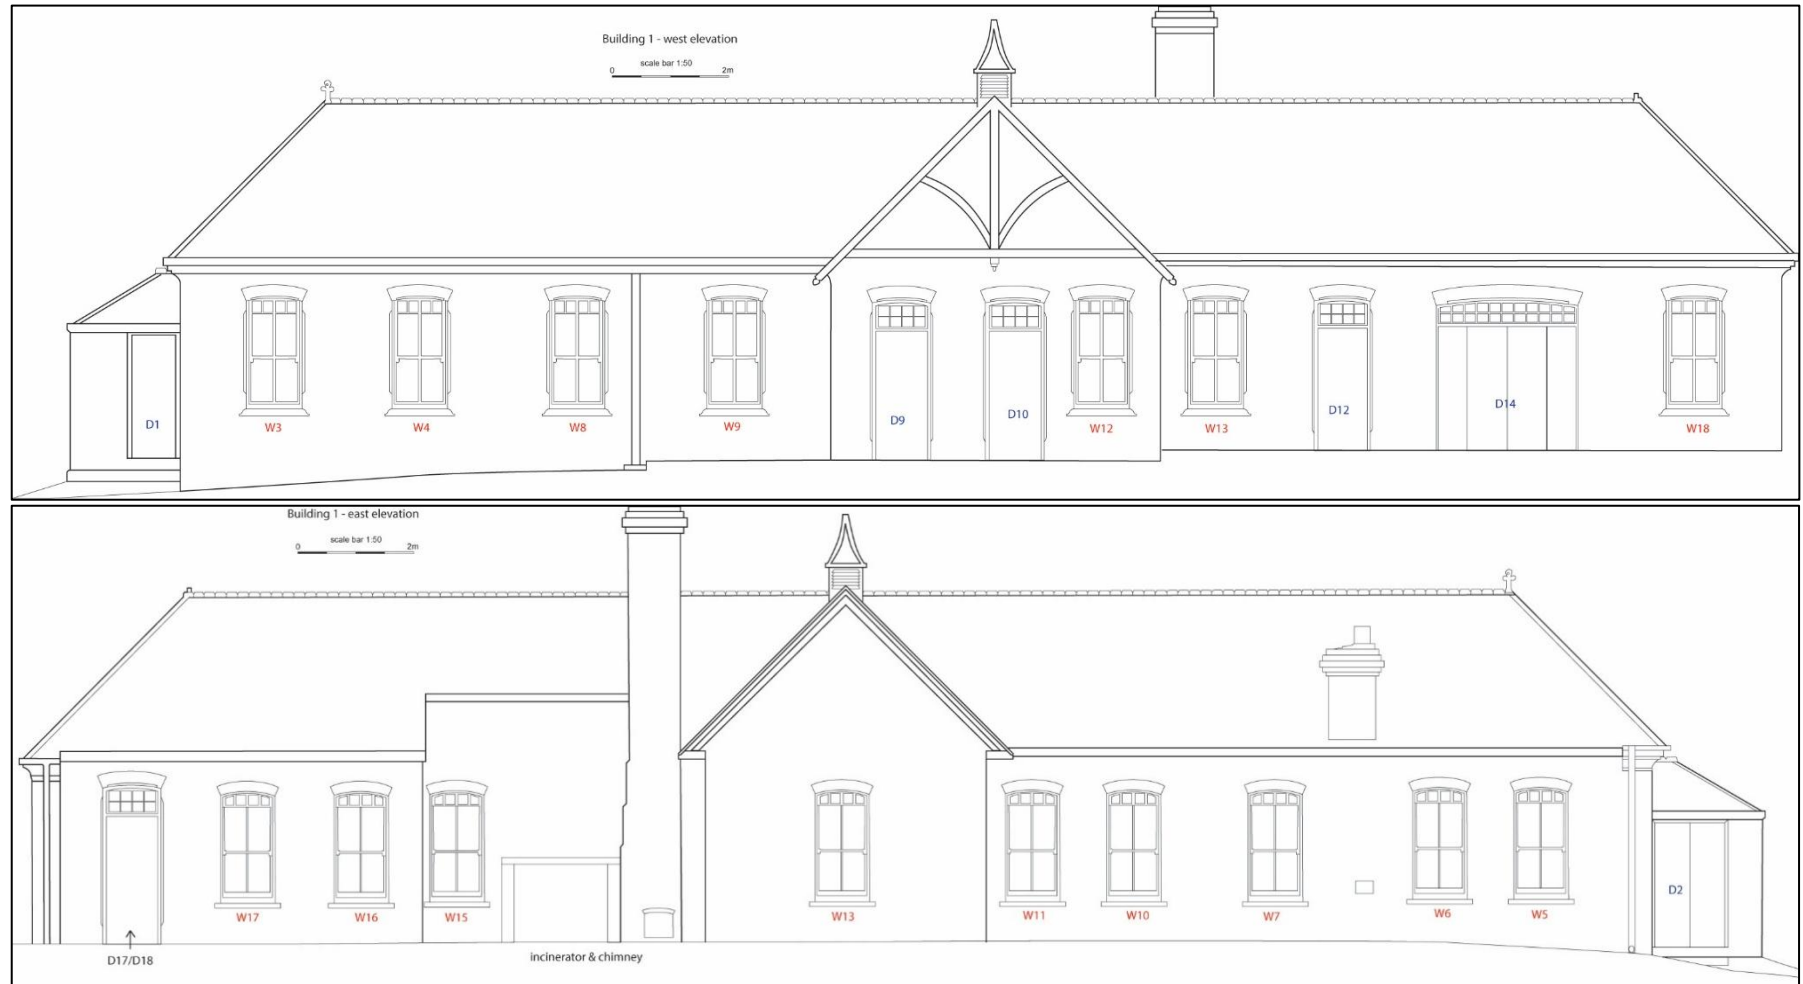 Building 1 - west elevation
scale bar 1:50
0 2m
D1 W3 W4 W8 W9 D9 D10 W12 W13 D12 D14 W18
Building 1 - east elevation
scale bar 1:50
0 2m
W17 W16 W15 W13 W11 W10 W7 W6 W5 D2
D17/D18 incinerator & chimney